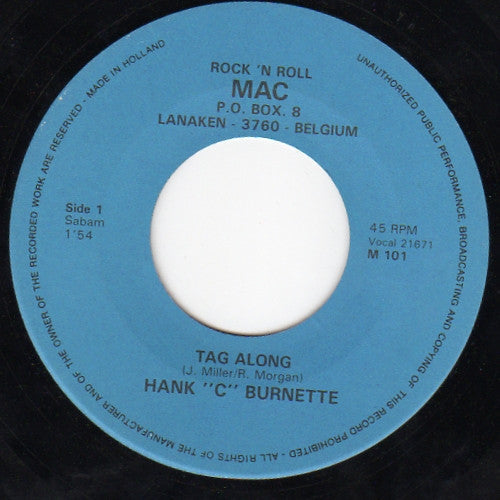 ROCK 'N ROLL
MAC
P.O. BOX. 8
LANAKEN - 3760 - BELGIUM
Side 1
Sabam
1'54
45 RPM
Vocal 21671
M 101
TAG ALONG
(J. Miller/R. Morgan)
HANK "C" BURNETTE
UNAUTHORIZED PUBLIC PERFORMANCE, BROADCASTING AND COPYING OF THIS RECORD PROHIBITED - ALL RIGHTS OF THE MANUFACTURER AND OF THE OWNER OF THE RECORDED WORK ARE RESERVED - MADE IN HOLLAND